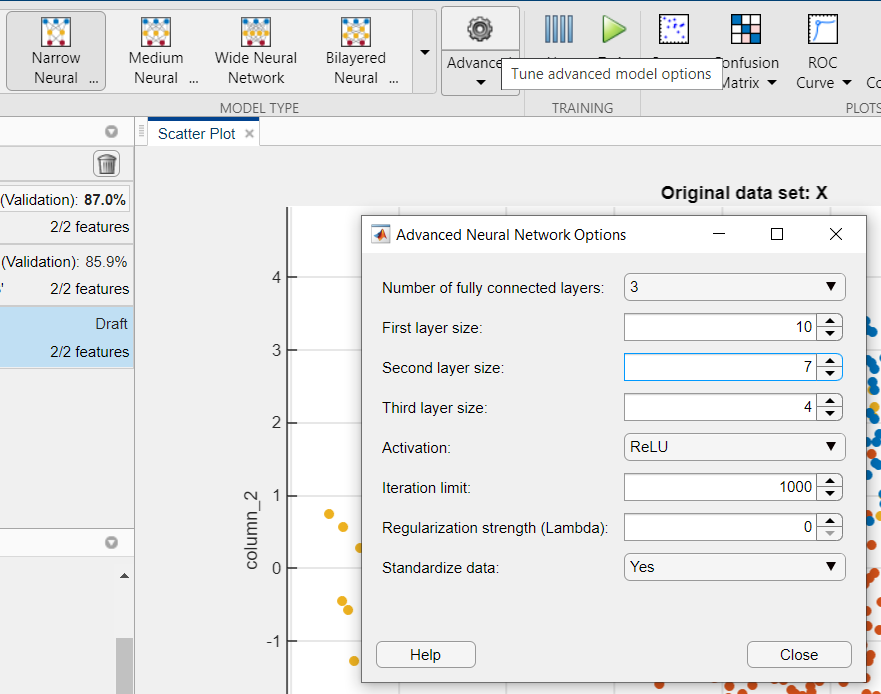 Narrow
Neural ...
Medium
Neural ...
Wide Neural
Network
Bilayered
Neural ...
Advanced
Tune advanced model options
Confusion
Matrix
ROC
Curve
MODEL TYPE
TRAINING
PLOTS
Scatter Plot
(Validation): 87.0%
2/2 features
(Validation): 85.9%
2/2 features
Draft
2/2 features
Original data set: X
column_2
4
3
2
1
0
-1
Advanced Neural Network Options
Number of fully connected layers: 3
First layer size: 10
Second layer size: 7
Third layer size: 4
Activation: ReLU
Iteration limit: 1000
Regularization strength (Lambda): 0
Standardize data: Yes
Help
Close